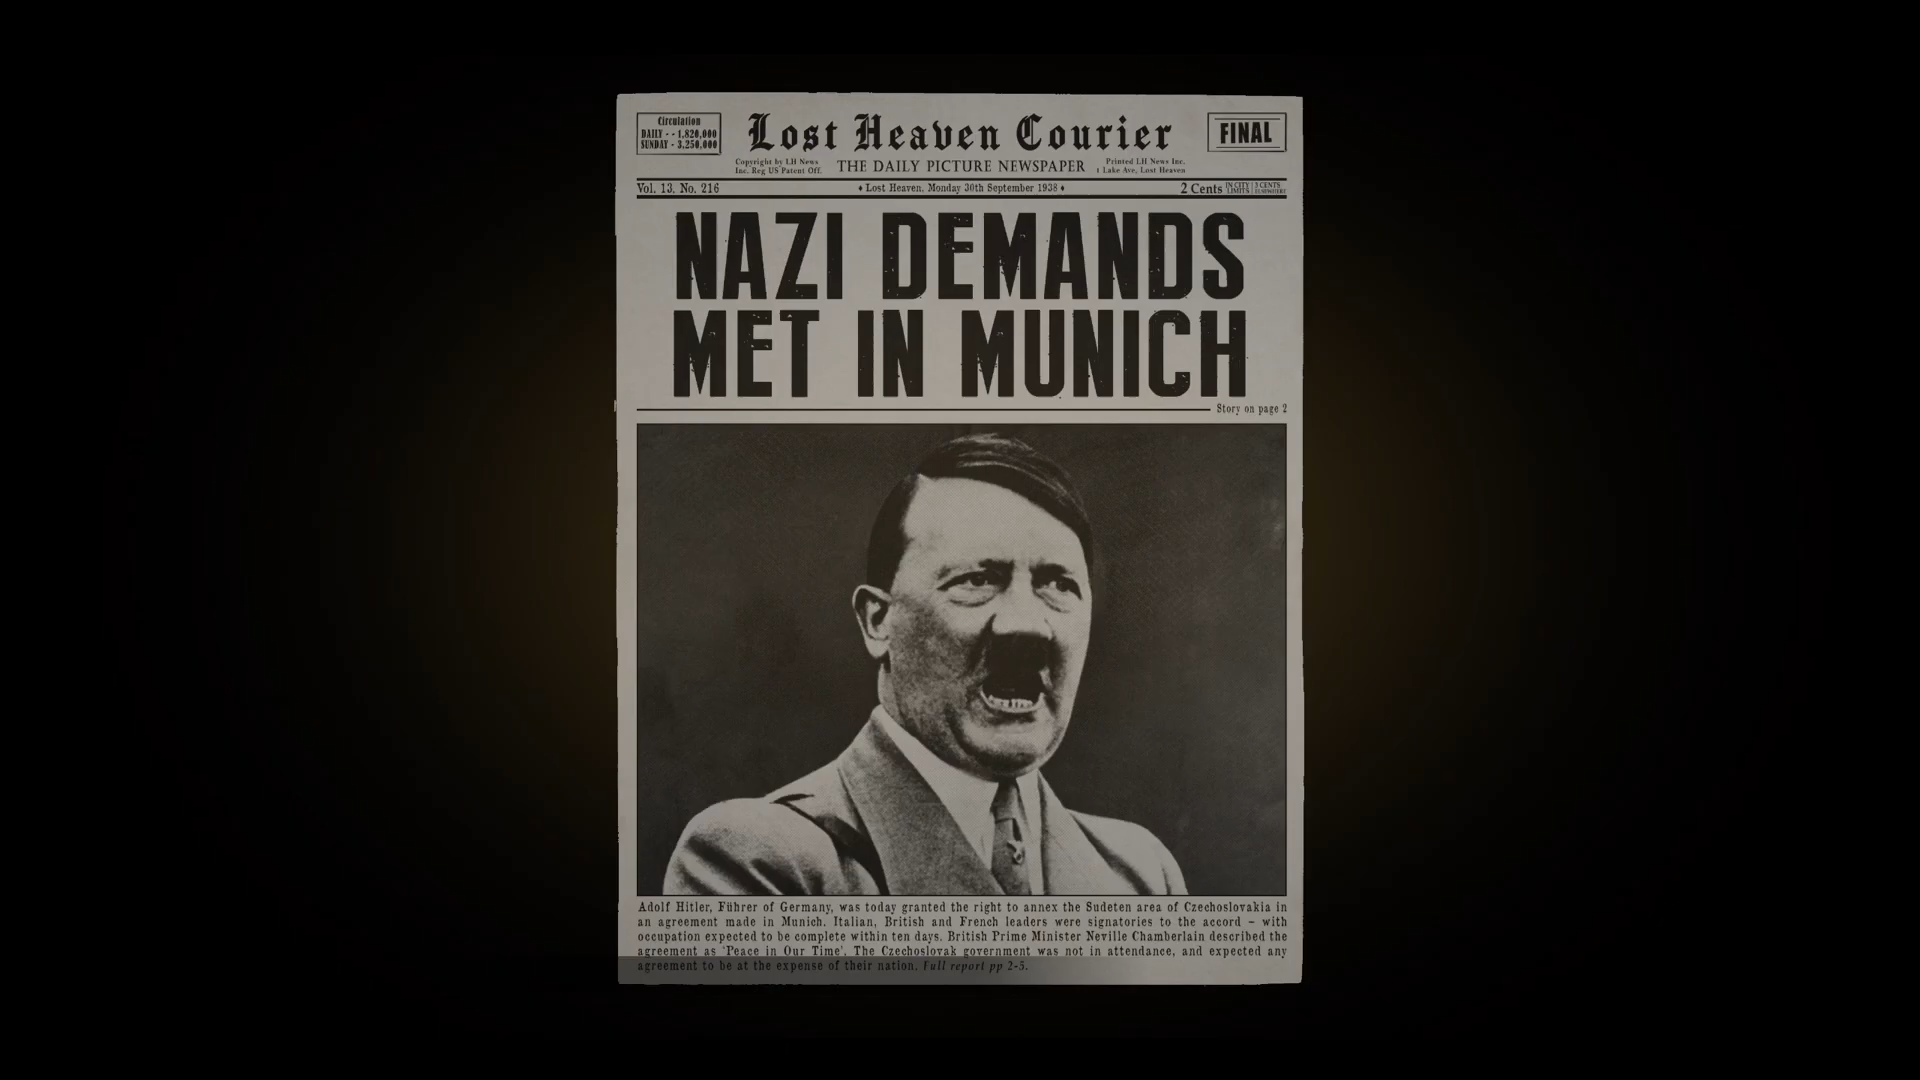 Circulation
DAILY - - 1,820,000
SUNDAY - 3,250,000
Lost Heaven Courier
FINAL
Copyright by LH News
Inc. Reg US Patent Off.
THE DAILY PICTURE NEWSPAPER
Printed LH News Inc.
1 Lake Ave, Lost Heaven
Vol. 13, No. 216
♦ Lost Heaven, Monday 30th September 1938 ♦
2 Cents IN CITY LIMITS | 3 CENTS ELSEWHERE
NAZI DEMANDS
MET IN MUNICH
Story on page 2
Adolf Hitler, Führer of Germany, was today granted the right to annex the Sudeten area of Czechoslovakia in
an agreement made in Munich. Italian, British and French leaders were signatories to the accord – with
occupation expected to be complete within ten days. British Prime Minister Neville Chamberlain described the
agreement as 'Peace in Our Time'. The Czechoslovak government was not in attendance, and expected any
agreement to be at the expense of their nation. Full report pp 2-5.